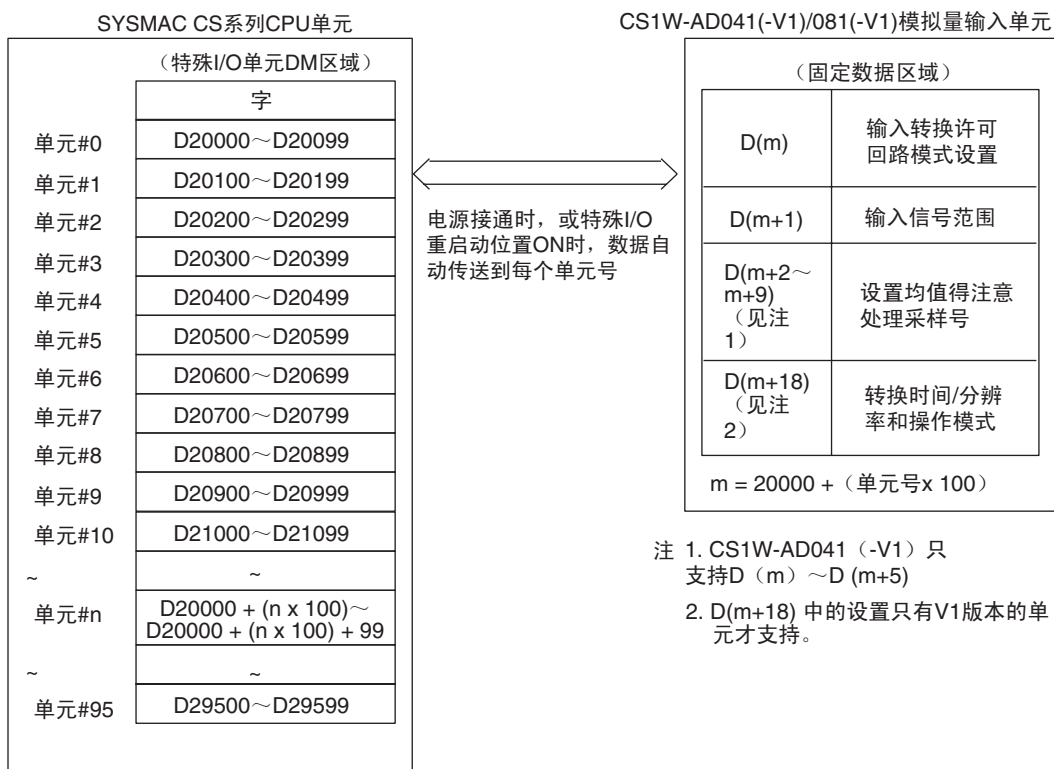 SYSMAC CS系列CPU单元
（特殊I/O单元DM区域）
字
单元#0 D20000～D20099
单元#1 D20100～D20199
单元#2 D20200～D20299
单元#3 D20300～D20399
单元#4 D20400～D20499
单元#5 D20500～D20599
单元#6 D20600～D20699
单元#7 D20700～D20799
单元#8 D20800～D20899
单元#9 D20900～D20999
单元#10 D21000～D21099
~ ~
单元#n D20000 + (n x 100)～
D20000 + (n x 100) + 99
~ ~
单元#95 D29500～D29599
电源接通时，或特殊I/O
重启动位置ON时，数据自
动传送到每个单元号
CS1W-AD041(-V1)/081(-V1)模拟量输入单元
（固定数据区域）
D(m) 输入转换许可
回路模式设置
D(m+1) 输入信号范围
D(m+2～
m+9)
（见注
1）
设置均值得注意
处理采样号
D(m+18)
（见注
2）
转换时间/分辨
率和操作模式
m = 20000 +（单元号x 100）
注 1. CS1W-AD041（-V1）只
支持D（m）～D (m+5)
2. D(m+18) 中的设置只有V1版本的单
元才支持。